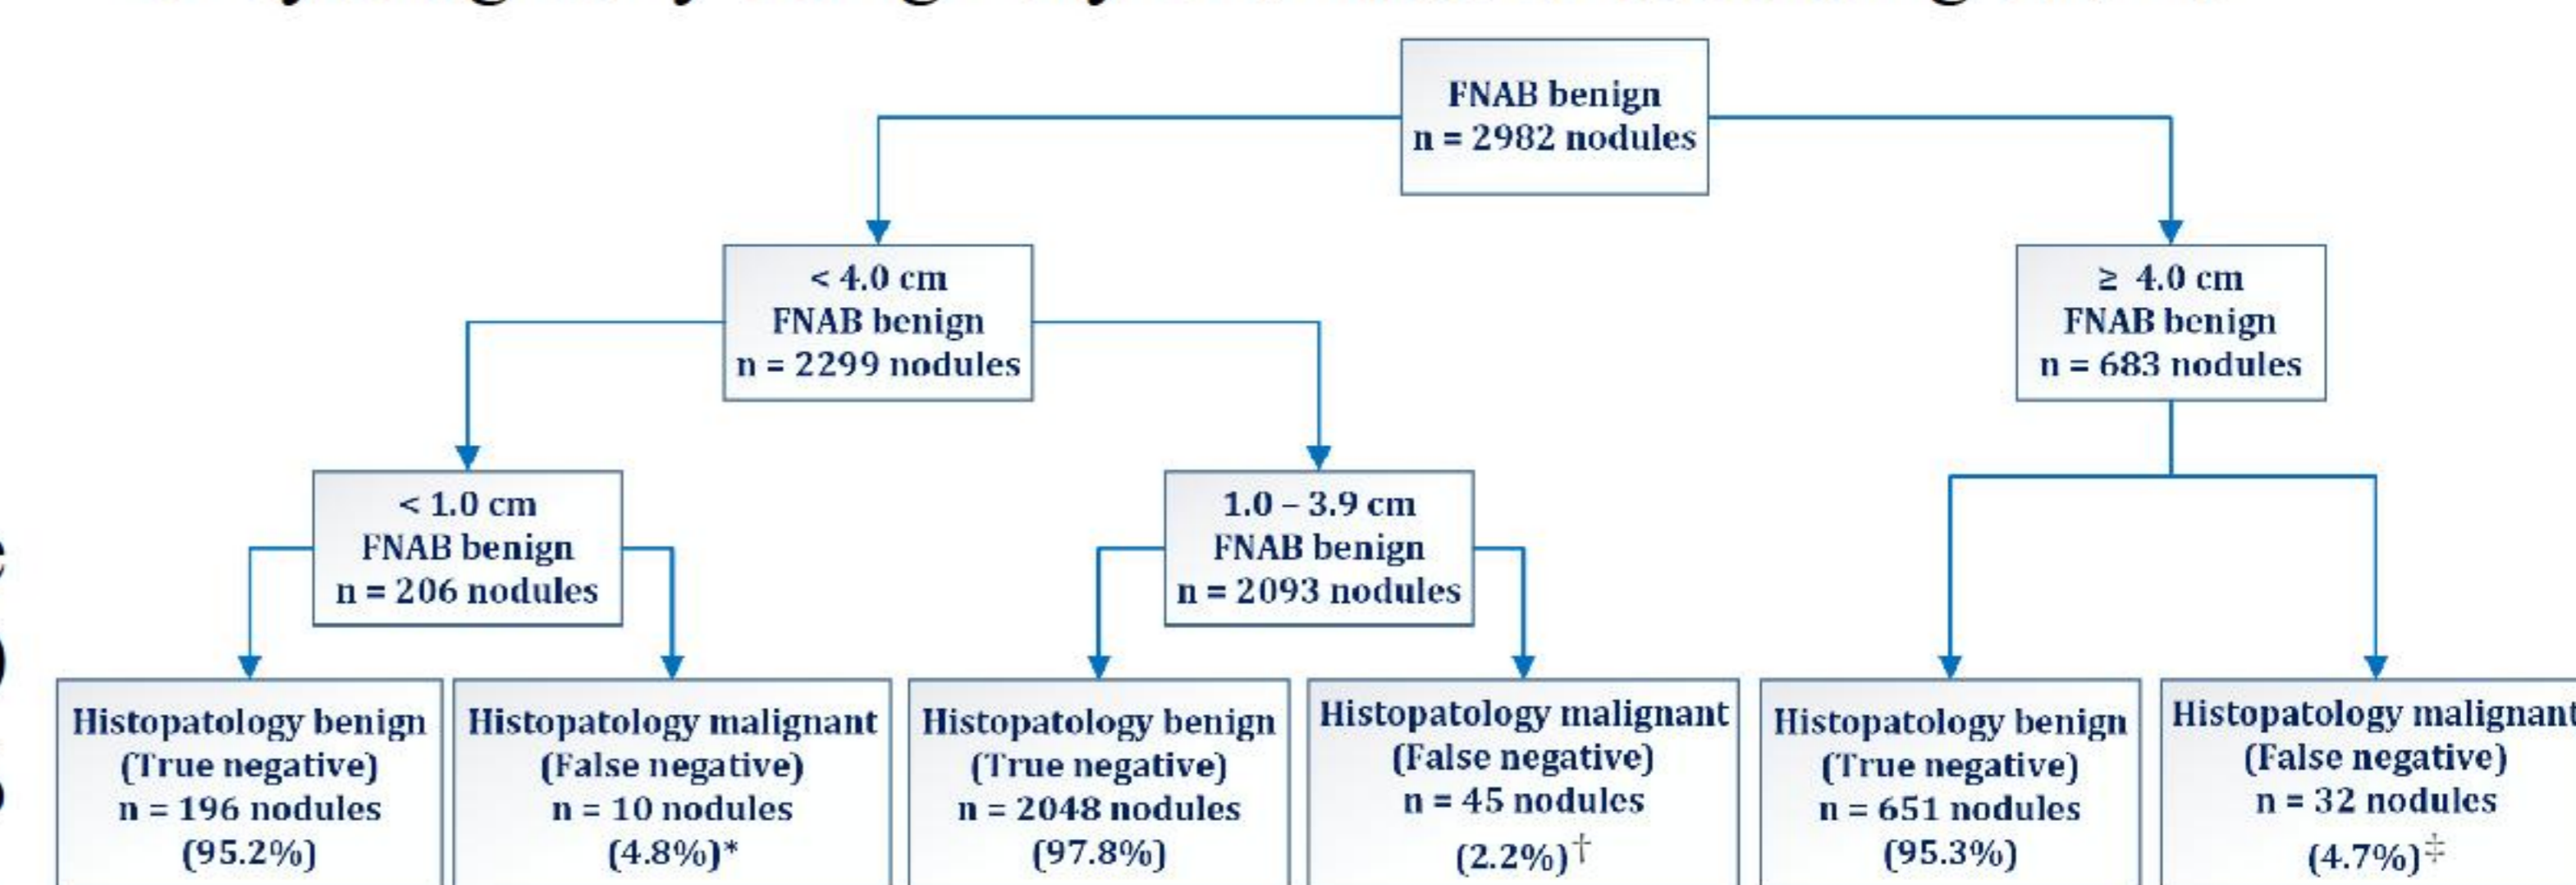 FNAB benign
n = 2982 nodules
< 4.0 cm
FNAB benign
n = 2299 nodules
≥ 4.0 cm
FNAB benign
n = 683 nodules
< 1.0 cm
FNAB benign
n = 206 nodules
1.0 – 3.9 cm
FNAB benign
n = 2093 nodules
Histopatology benign
(True negative)
n = 196 nodules
(95.2%)
Histopatology malignant
(False negative)
n = 10 nodules
(4.8%)*
Histopatology benign
(True negative)
n = 2048 nodules
(97.8%)
Histopatology malignant
(False negative)
n = 45 nodules
(2.2%)†
Histopatology benign
(True negative)
n = 651 nodules
(95.3%)
Histopatology malignant
(False negative)
n = 32 nodules
(4.7%)‡